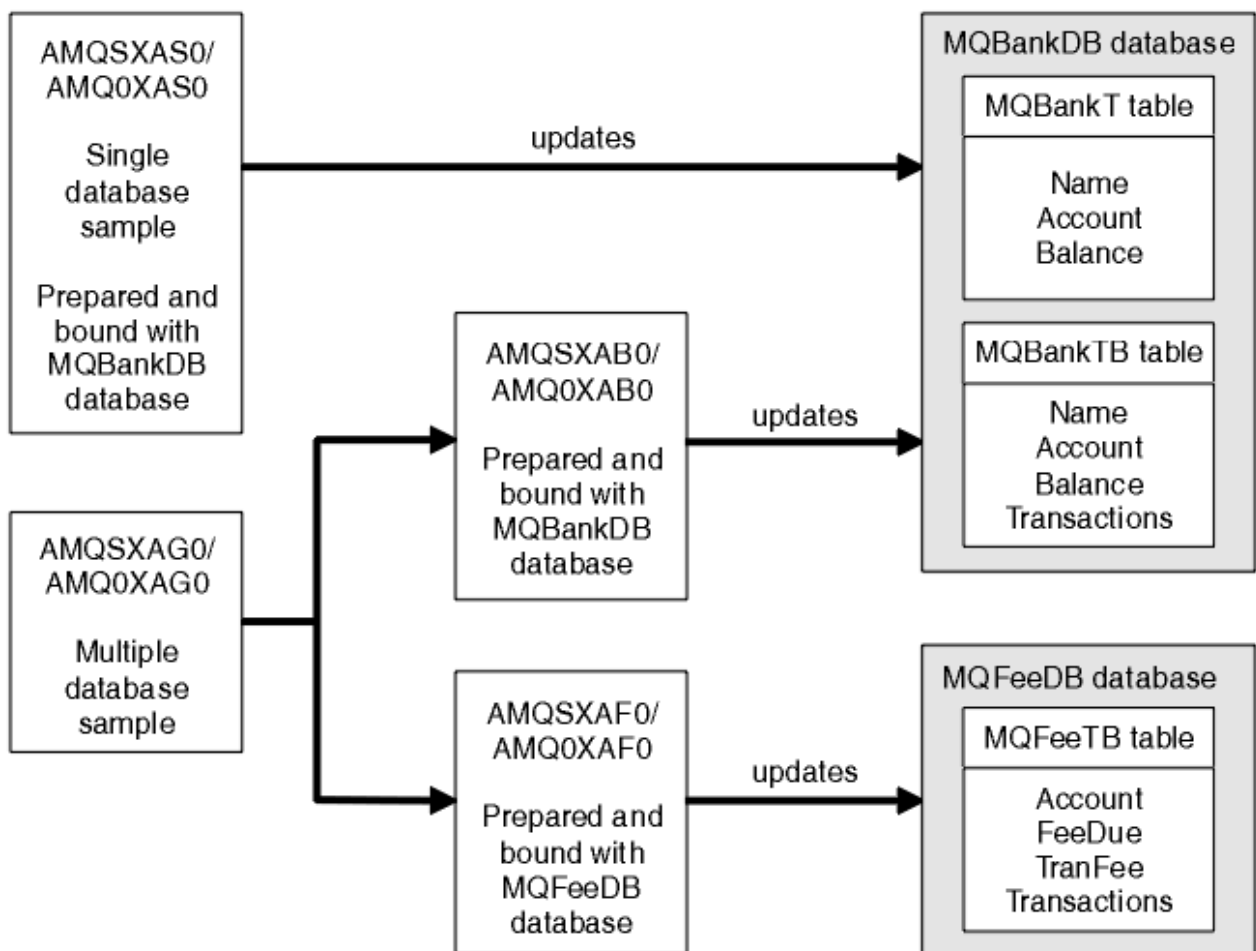 AMQSXAS0/
AMQ0XAS0
Single
database
sample
Prepared and
bound with
MQBankDB
database
updates
MQBankDB database
MQBankT table
Name
Account
Balance
MQBankTB table
Name
Account
Balance
Transactions
AMQSXAB0/
AMQ0XAB0
Prepared and
bound with
MQBankDB
database
updates
AMQSXAG0/
AMQ0XAG0
Multiple
database
sample
AMQSXAF0/
AMQ0XAF0
Prepared and
bound with
MQFeeDB
database
updates
MQFeeDB database
MQFeeTB table
Account
FeeDue
TranFee
Transactions